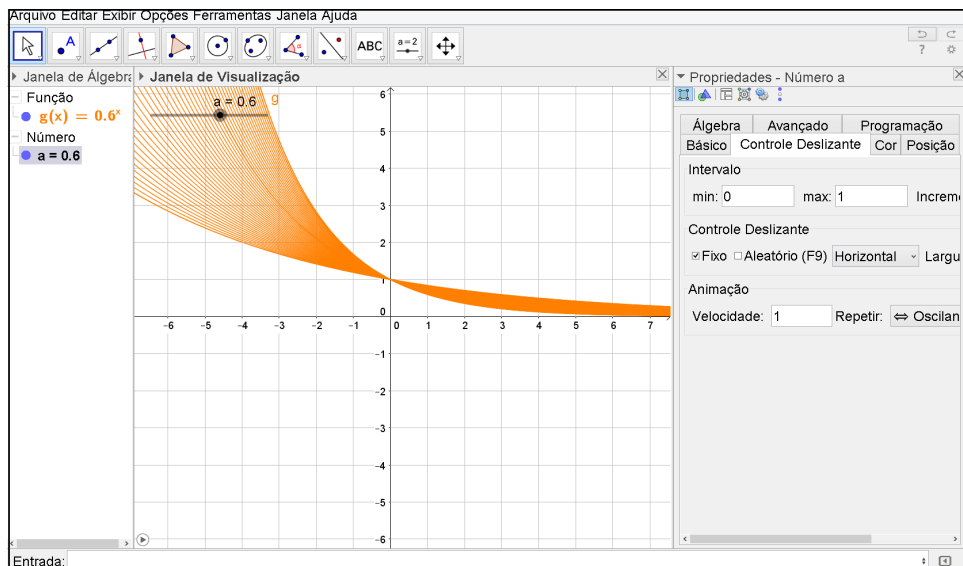 Arquivo Editar Exibir Opções Ferramentas Janela Ajuda
A
α
ABC
a=2
?
Janela de Álgebra
Janela de Visualização
Propriedades - Número a
Função
g(x) = 0.6ˣ
Número
a = 0.6
a = 0.6
g
6
5
4
3
2
1
0
-6 -5 -4 -3 -2 -1 0 1 2 3 4 5 6 7
-1
-2
-3
-4
-5
-6
Álgebra Avançado Programação
Básico Controle Deslizante Cor Posição
Intervalo
min: 0 max: 1 Increm
Controle Deslizante
Fixo Aleatório (F9) Horizontal Largu
Animação
Velocidade: 1 Repetir: ⇔ Oscilan
Entrada: